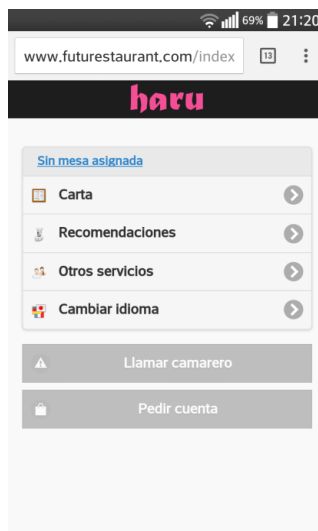 69% 21:20
www.futurestaurant.com/index 13
haru
Sin mesa asignada
Carta
Recomendaciones
Otros servicios
Cambiar idioma
Llamar camarero
Pedir cuenta